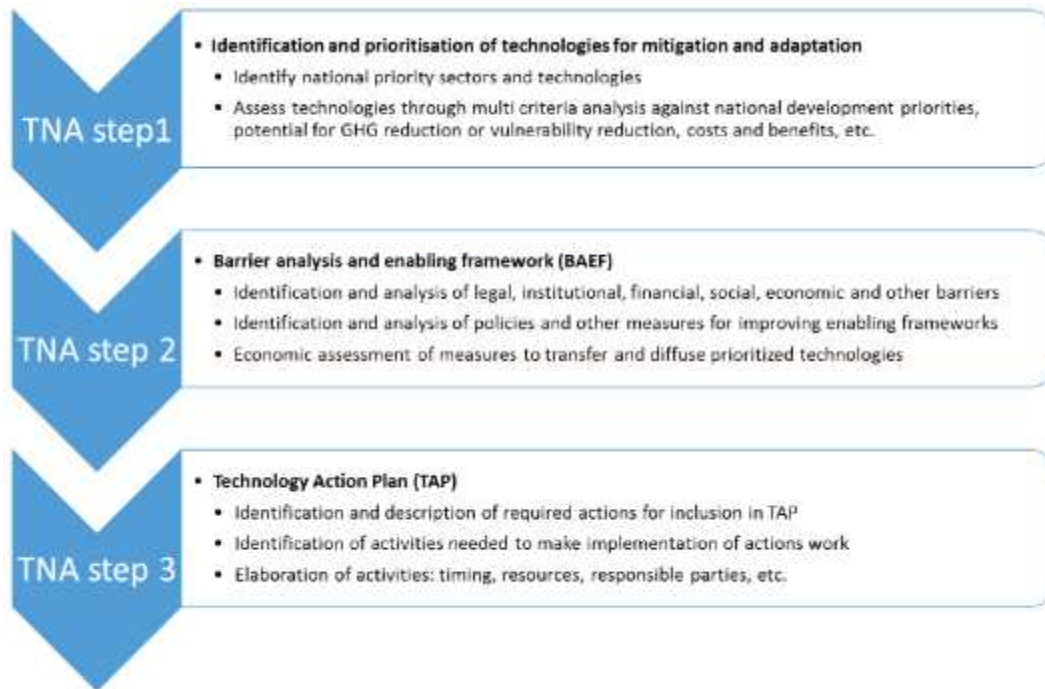 TNA step1
• Identification and prioritisation of technologies for mitigation and adaptation
• Identify national priority sectors and technologies
• Assess technologies through multi criteria analysis against national development priorities,
potential for GHG reduction or vulnerability reduction, costs and benefits, etc.
TNA step 2
• Barrier analysis and enabling framework (BAEF)
• Identification and analysis of legal, institutional, financial, social, economic and other barriers
• Identification and analysis of policies and other measures for improving enabling frameworks
• Economic assessment of measures to transfer and diffuse prioritized technologies
TNA step 3
• Technology Action Plan (TAP)
• Identification and description of required actions for inclusion in TAP
• Identification of activities needed to make implementation of actions work
• Elaboration of activities: timing, resources, responsible parties, etc.